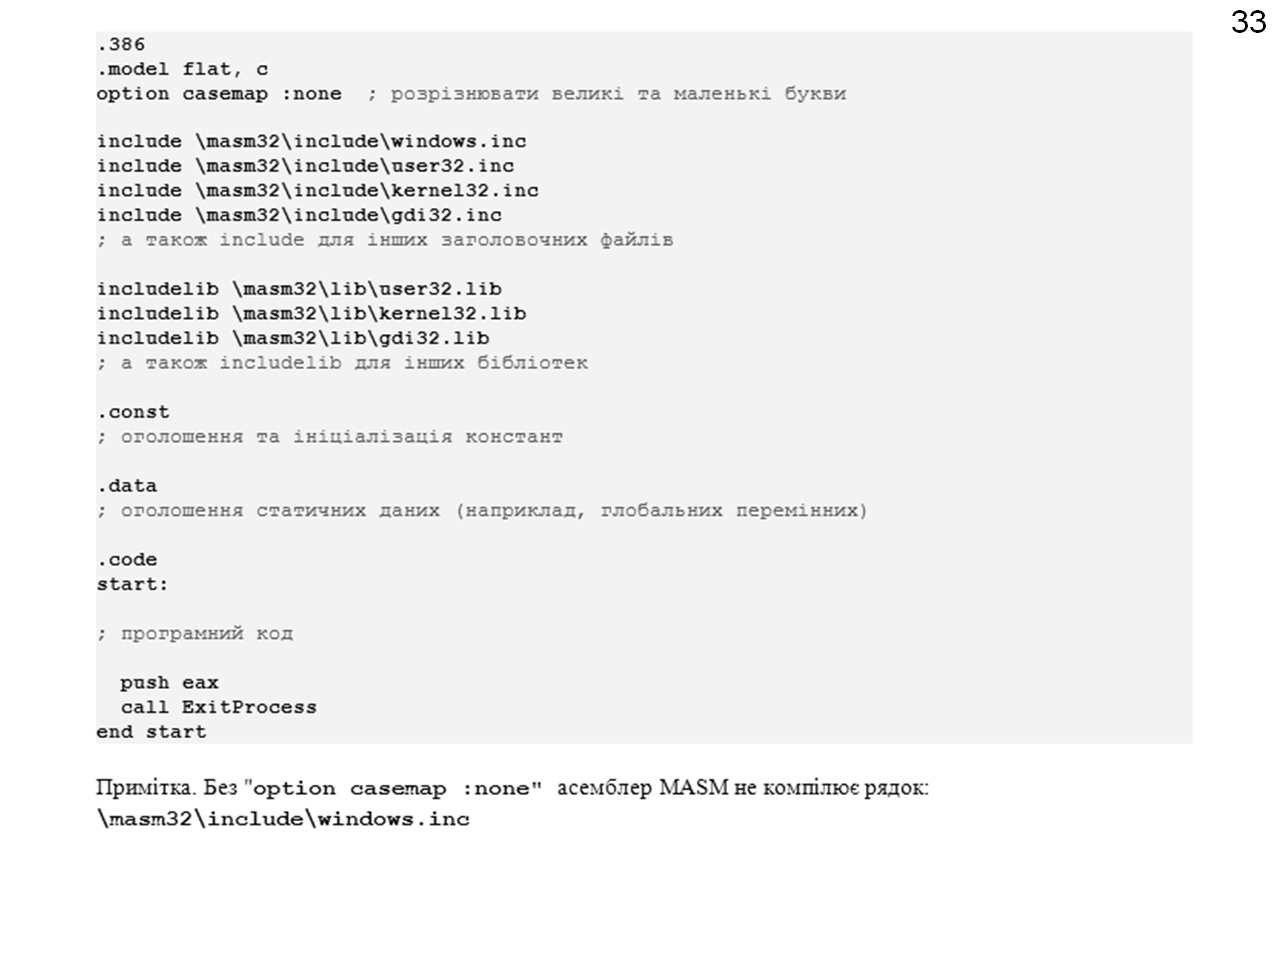 33
.386
.model flat, c
option casemap :none  ; розрізнювати великі та маленькі букви
include \masm32\include\windows.inc
include \masm32\include\user32.inc
include \masm32\include\kernel32.inc
include \masm32\include\gdi32.inc
; а також include для інших заголовочних файлів
includelib \masm32\lib\user32.lib
includelib \masm32\lib\kernel32.lib
includelib \masm32\lib\gdi32.lib
; а також includelib для інших бібліотек
.const
; оголошення та ініціалізація констант
.data
; оголошення статичних даних (наприклад, глобальних перемінних)
.code
start:
; програмний код
push eax
call ExitProcess
end start
Примітка. Без "option casemap :none" асемблер MASM не компілює рядок:
\masm32\include\windows.inc